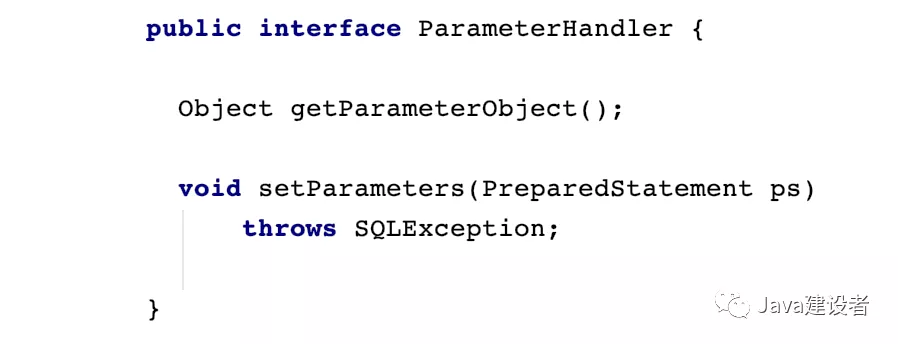 public interface ParameterHandler {
Object getParameterObject();
void setParameters(PreparedStatement ps)
throws SQLException;
}
Java建设者